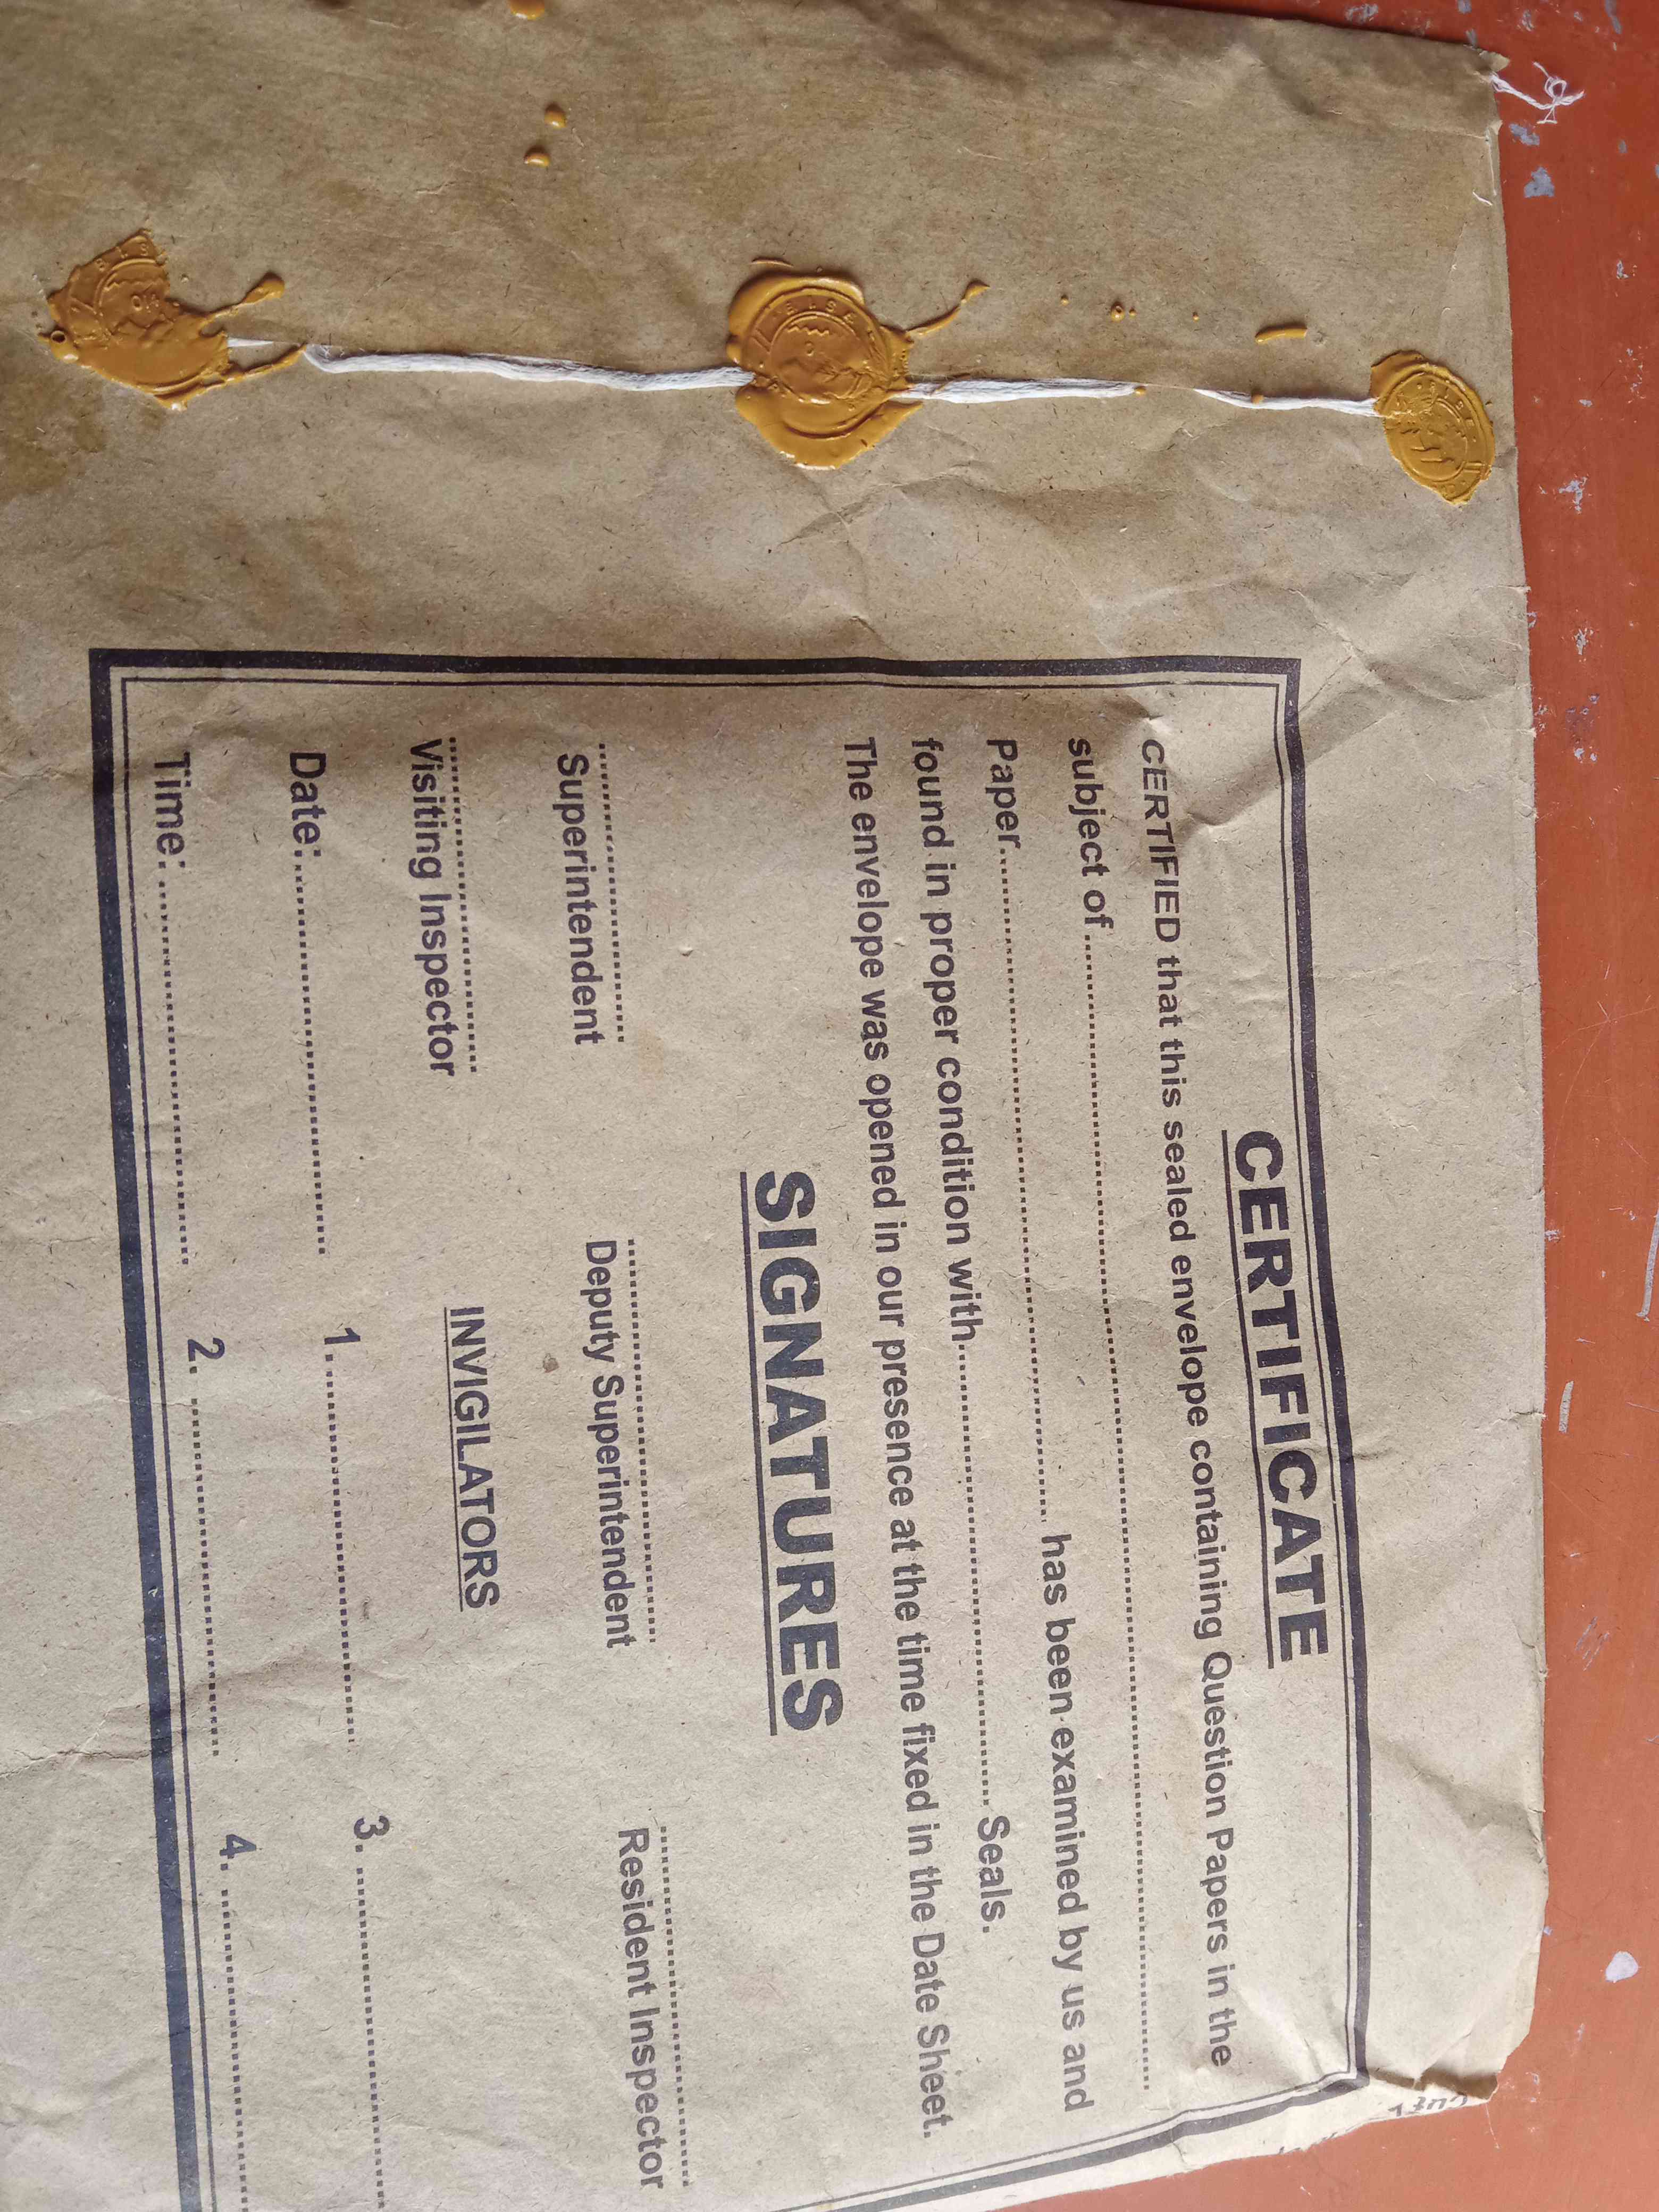 CERTIFICATE
CERTIFIED that this sealed envelope containing Question Papers in the
subject of ........................................................................
Paper............................................................ has been examined by us and
found in proper condition with............................................ Seals.
The envelope was opened in our presence at the time fixed in the Date Sheet.
SIGNATURES
Superintendent Deputy Superintendent Resident Inspector
Visiting Inspector
INVIGILATORS
Date:.................................. 1.................................. 3. ..................................
Time: .................................. 2. .................................. 4. ..................................